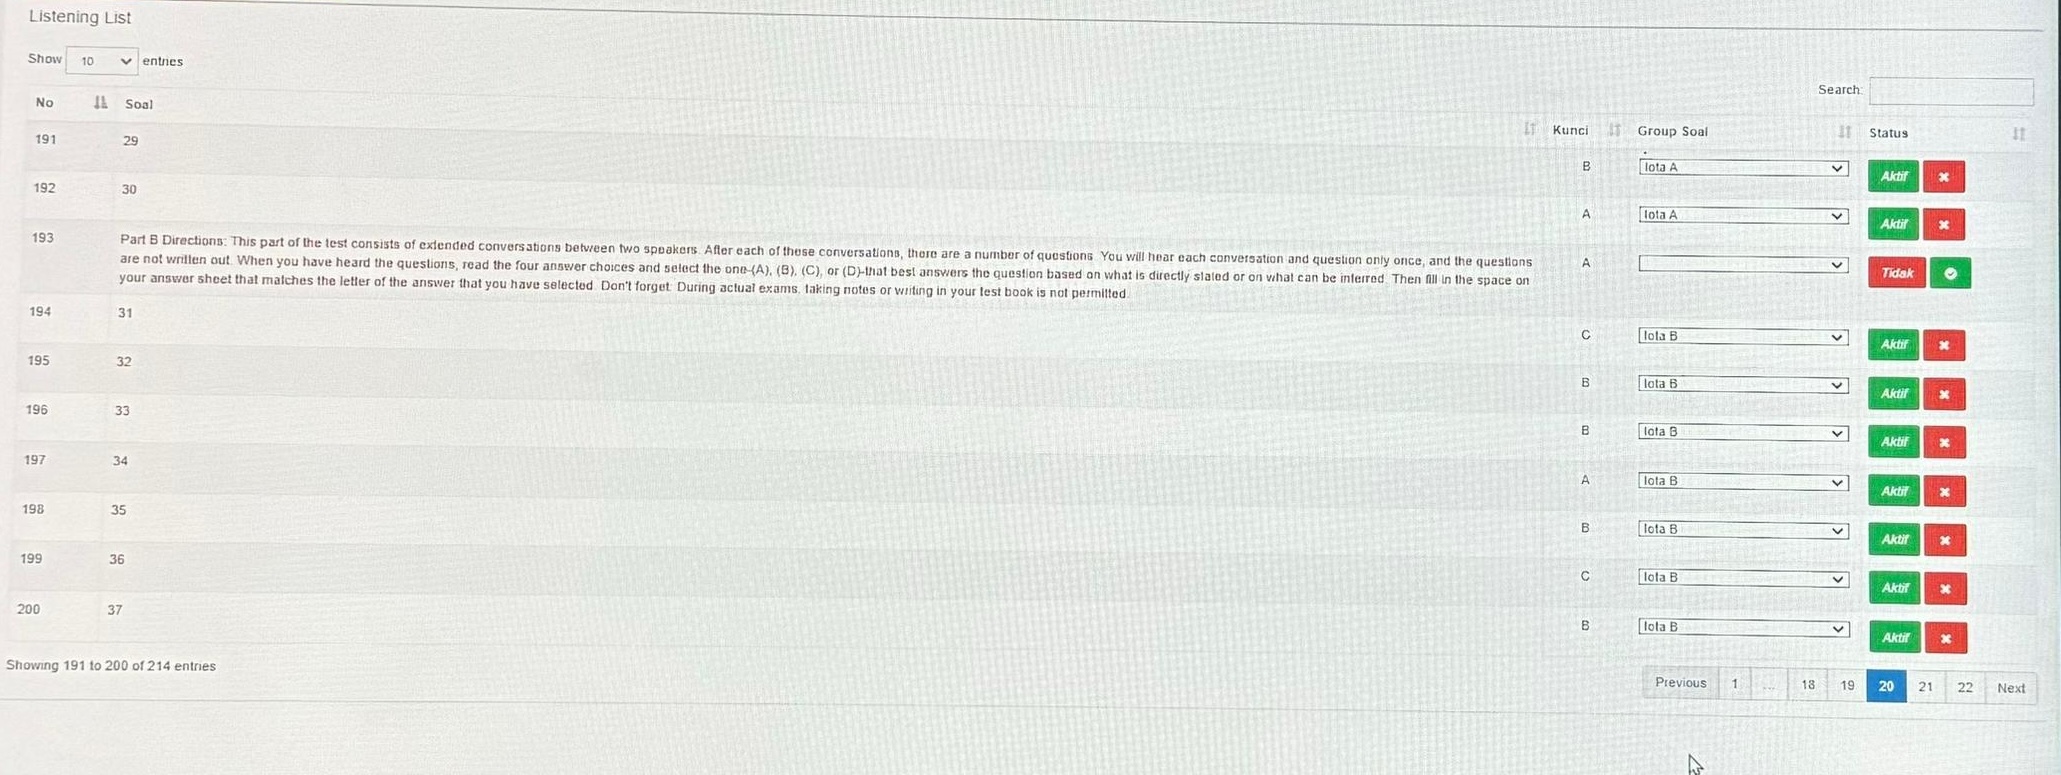 Listening List
Show 10 entries
Search:
No Soal Kunci Group Soal Status
191 29 B Iota A Aktif
192 30 A Iota A Aktif
193 Part B Directions: This part of the test consists of extended conversations between two speakers. After each of these conversations, there are a number of questions. You will hear each conversation and question only once, and the questions
are not written out. When you have heard the questions, read the four answer choices and select the one-(A), (B), (C), or (D)-that best answers the question based on what is directly stated or on what can be inferred. Then fill in the space on
your answer sheet that matches the letter of the answer that you have selected. Don't forget: During actual exams, taking notes or writing in your test book is not permitted.
A Tidak
194 31 C Iota B Aktif
195 32 B Iota B Aktif
196 33 B Iota B Aktif
197 34 A Iota B Aktif
198 35 B Iota B Aktif
199 36 C Iota B Aktif
200 37 B Iota B Aktif
Showing 191 to 200 of 214 entries
Previous 1 ... 18 19 20 21 22 Next